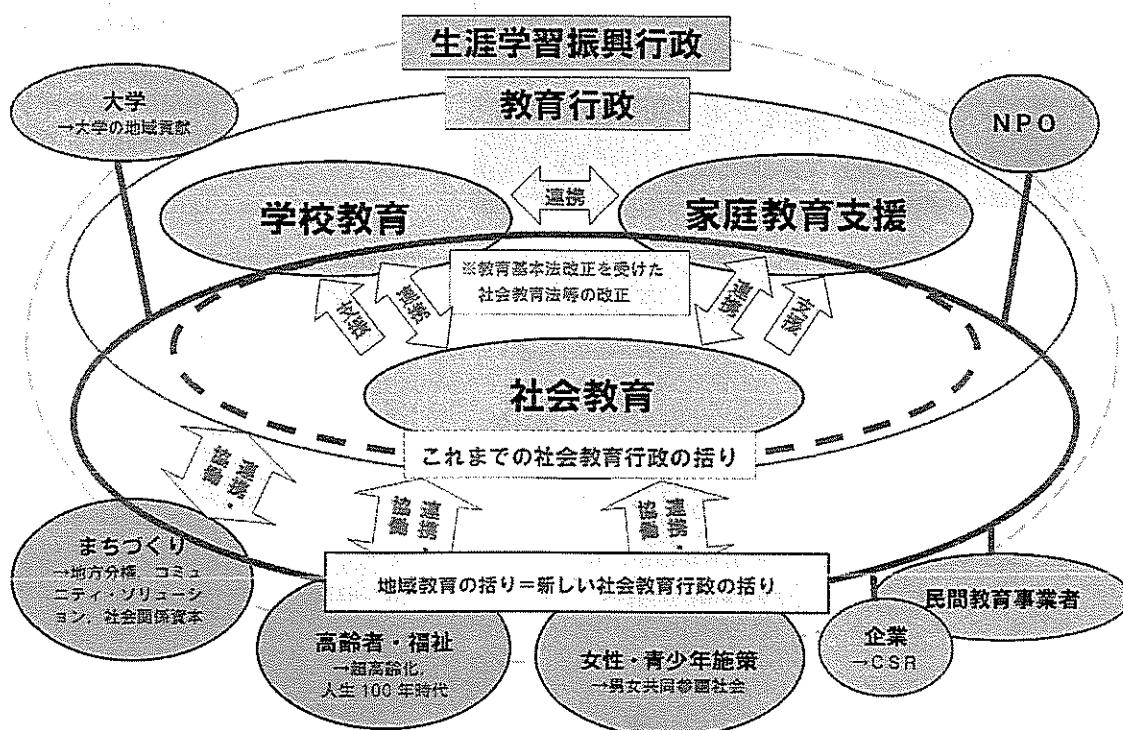 生涯学習振興行政
教育行政
大学
→大学の地域貢献
NPO
学校教育
連携
家庭教育支援
※教育基本法改正を受けた
社会教育法等の改正
支援
連携
連携
支援
社会教育
これまでの社会教育行政の括り
連携・
協働
連携・
協働
連携・
協働
地域教育の括り=新しい社会教育行政の括り
まちづくり
→地方分権、コミュ
ニティ・ソリューシ
ョン、社会関係資本
高齢者・福祉
→超高齢化、
人生100年時代
女性・青少年施策
→男女共同参画社会
企業
→CSR
民間教育事業者